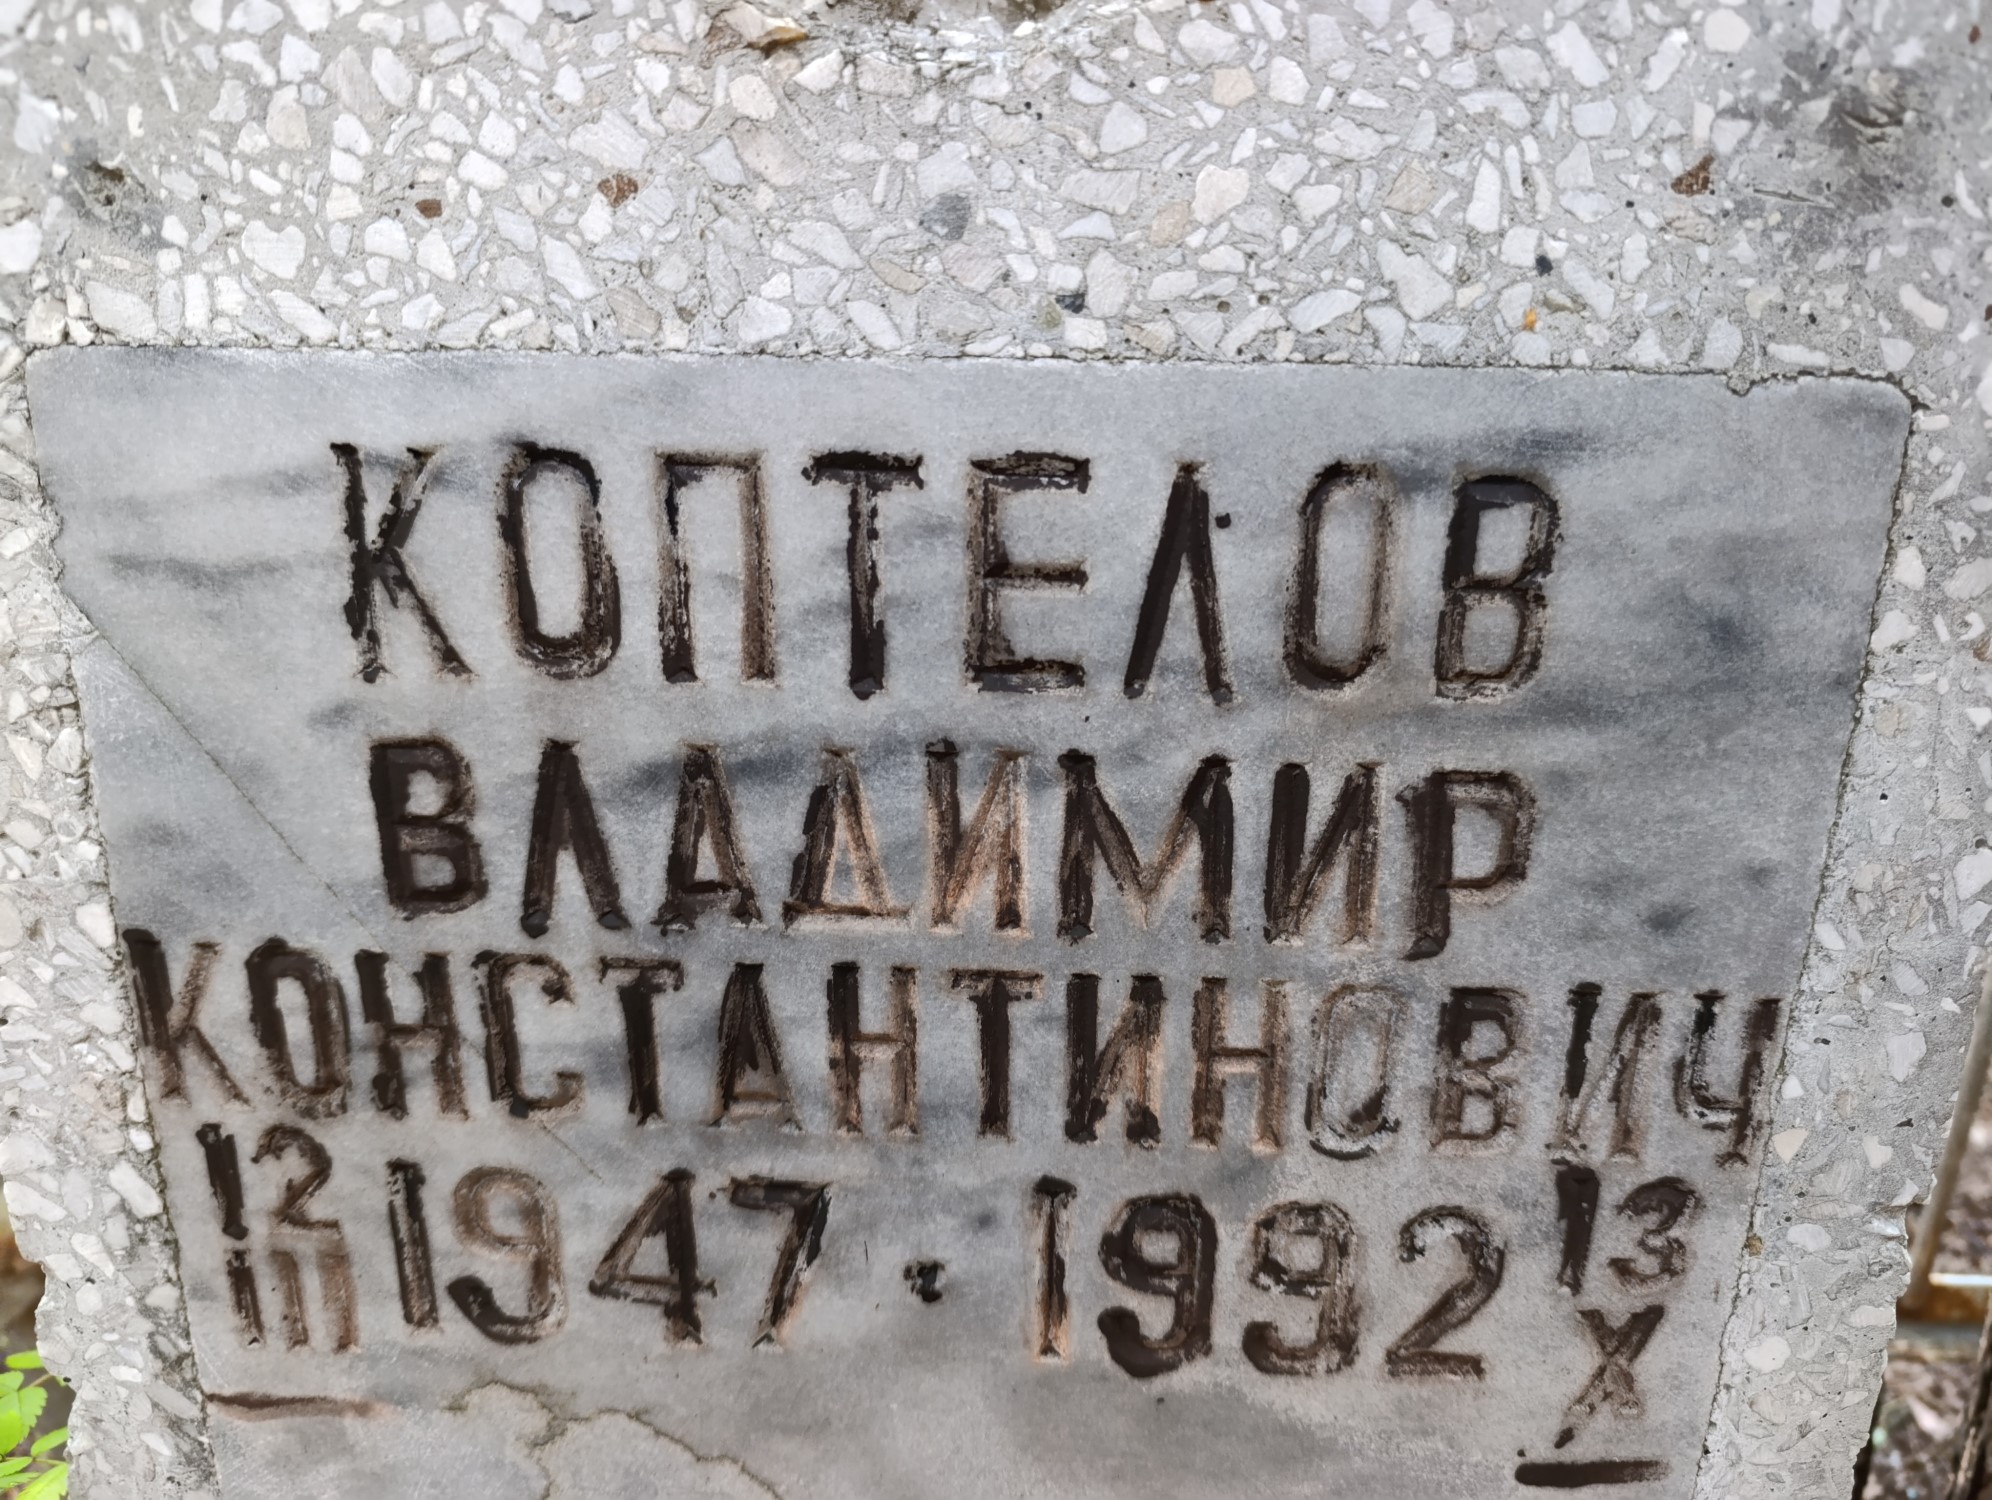 КОПТЕЛОВ
ВЛАДИМИР
КОНСТАНТИНОВИЧ
12 III 1947 · 1992 13 X